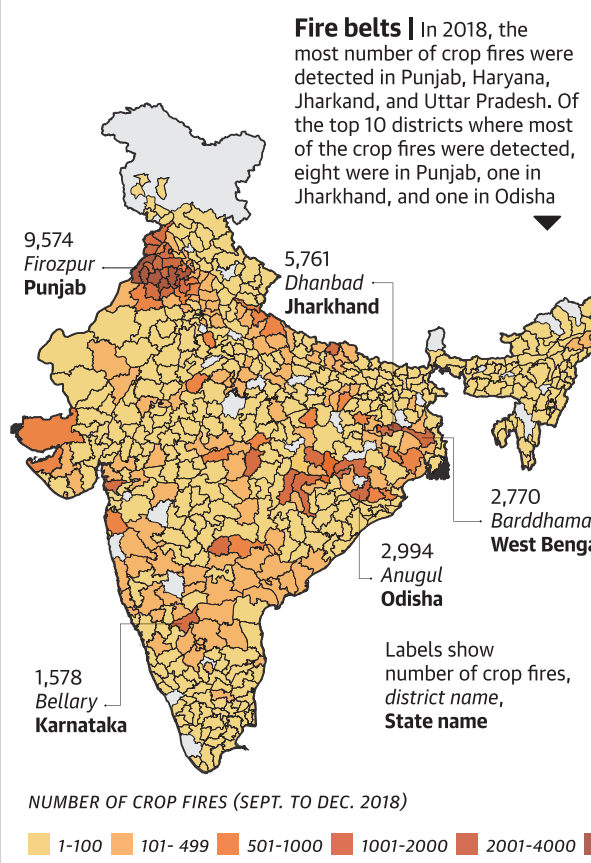 Fire belts | In 2018, the
most number of crop fires were
detected in Punjab, Haryana,
Jharkand, and Uttar Pradesh. Of
the top 10 districts where most
of the crop fires were detected,
eight were in Punjab, one in
Jharkhand, and one in Odisha
9,574
Firozpur
Punjab
5,761
Dhanbad
Jharkhand
2,770
Barddhama
West Benga
2,994
Anugul
Odisha
Labels show
number of crop fires,
district name,
State name
1,578
Bellary
Karnataka
NUMBER OF CROP FIRES (SEPT. TO DEC. 2018)
1-100 101- 499 501-1000 1001-2000 2001-4000